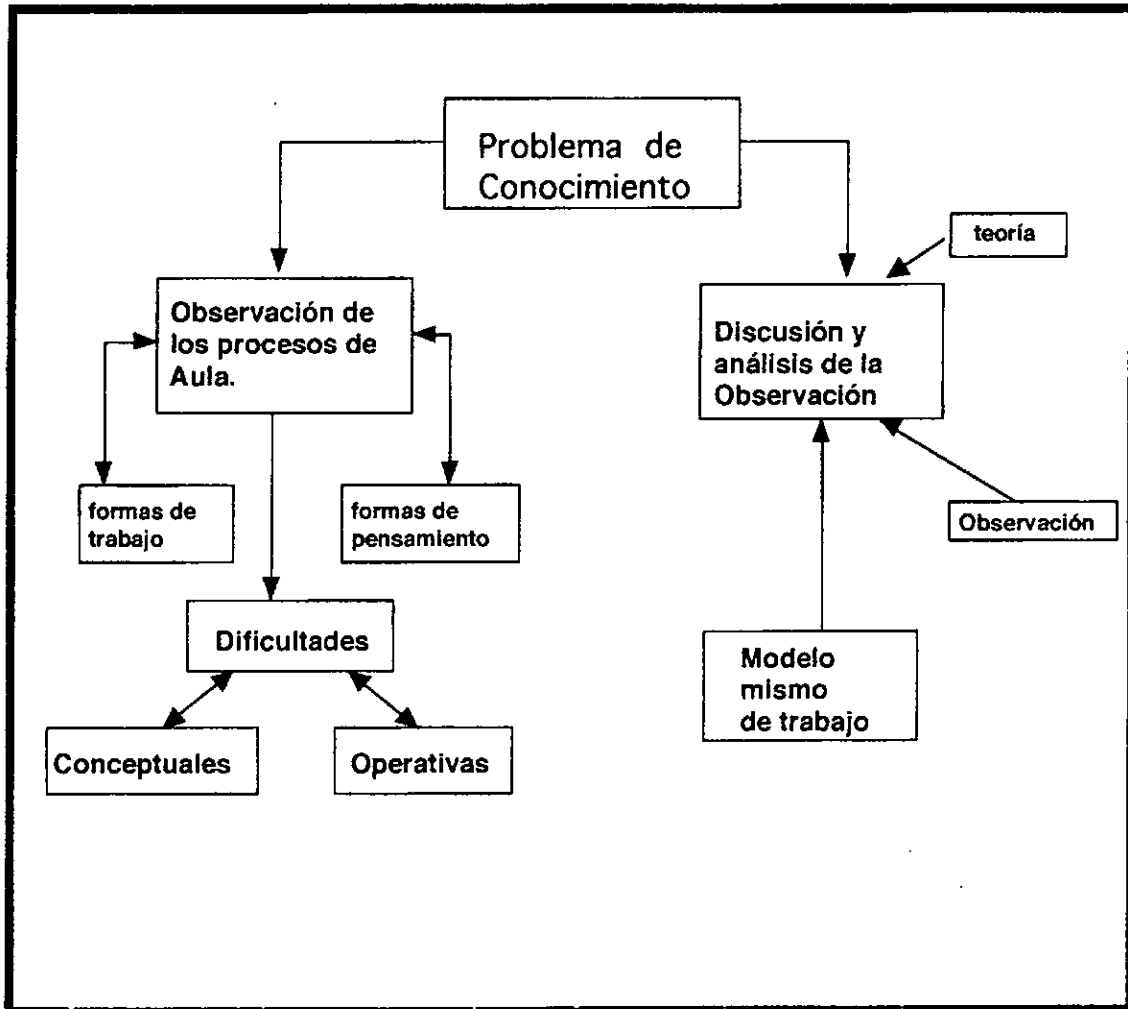 Problema de
Conocimiento
teoría
Observación de
los procesos de
Aula.
Discusión y
análisis de la
Observación
formas de
trabajo
formas de
pensamiento
Observación
Dificultades
Modelo
mismo
de trabajo
Conceptuales
Operativas